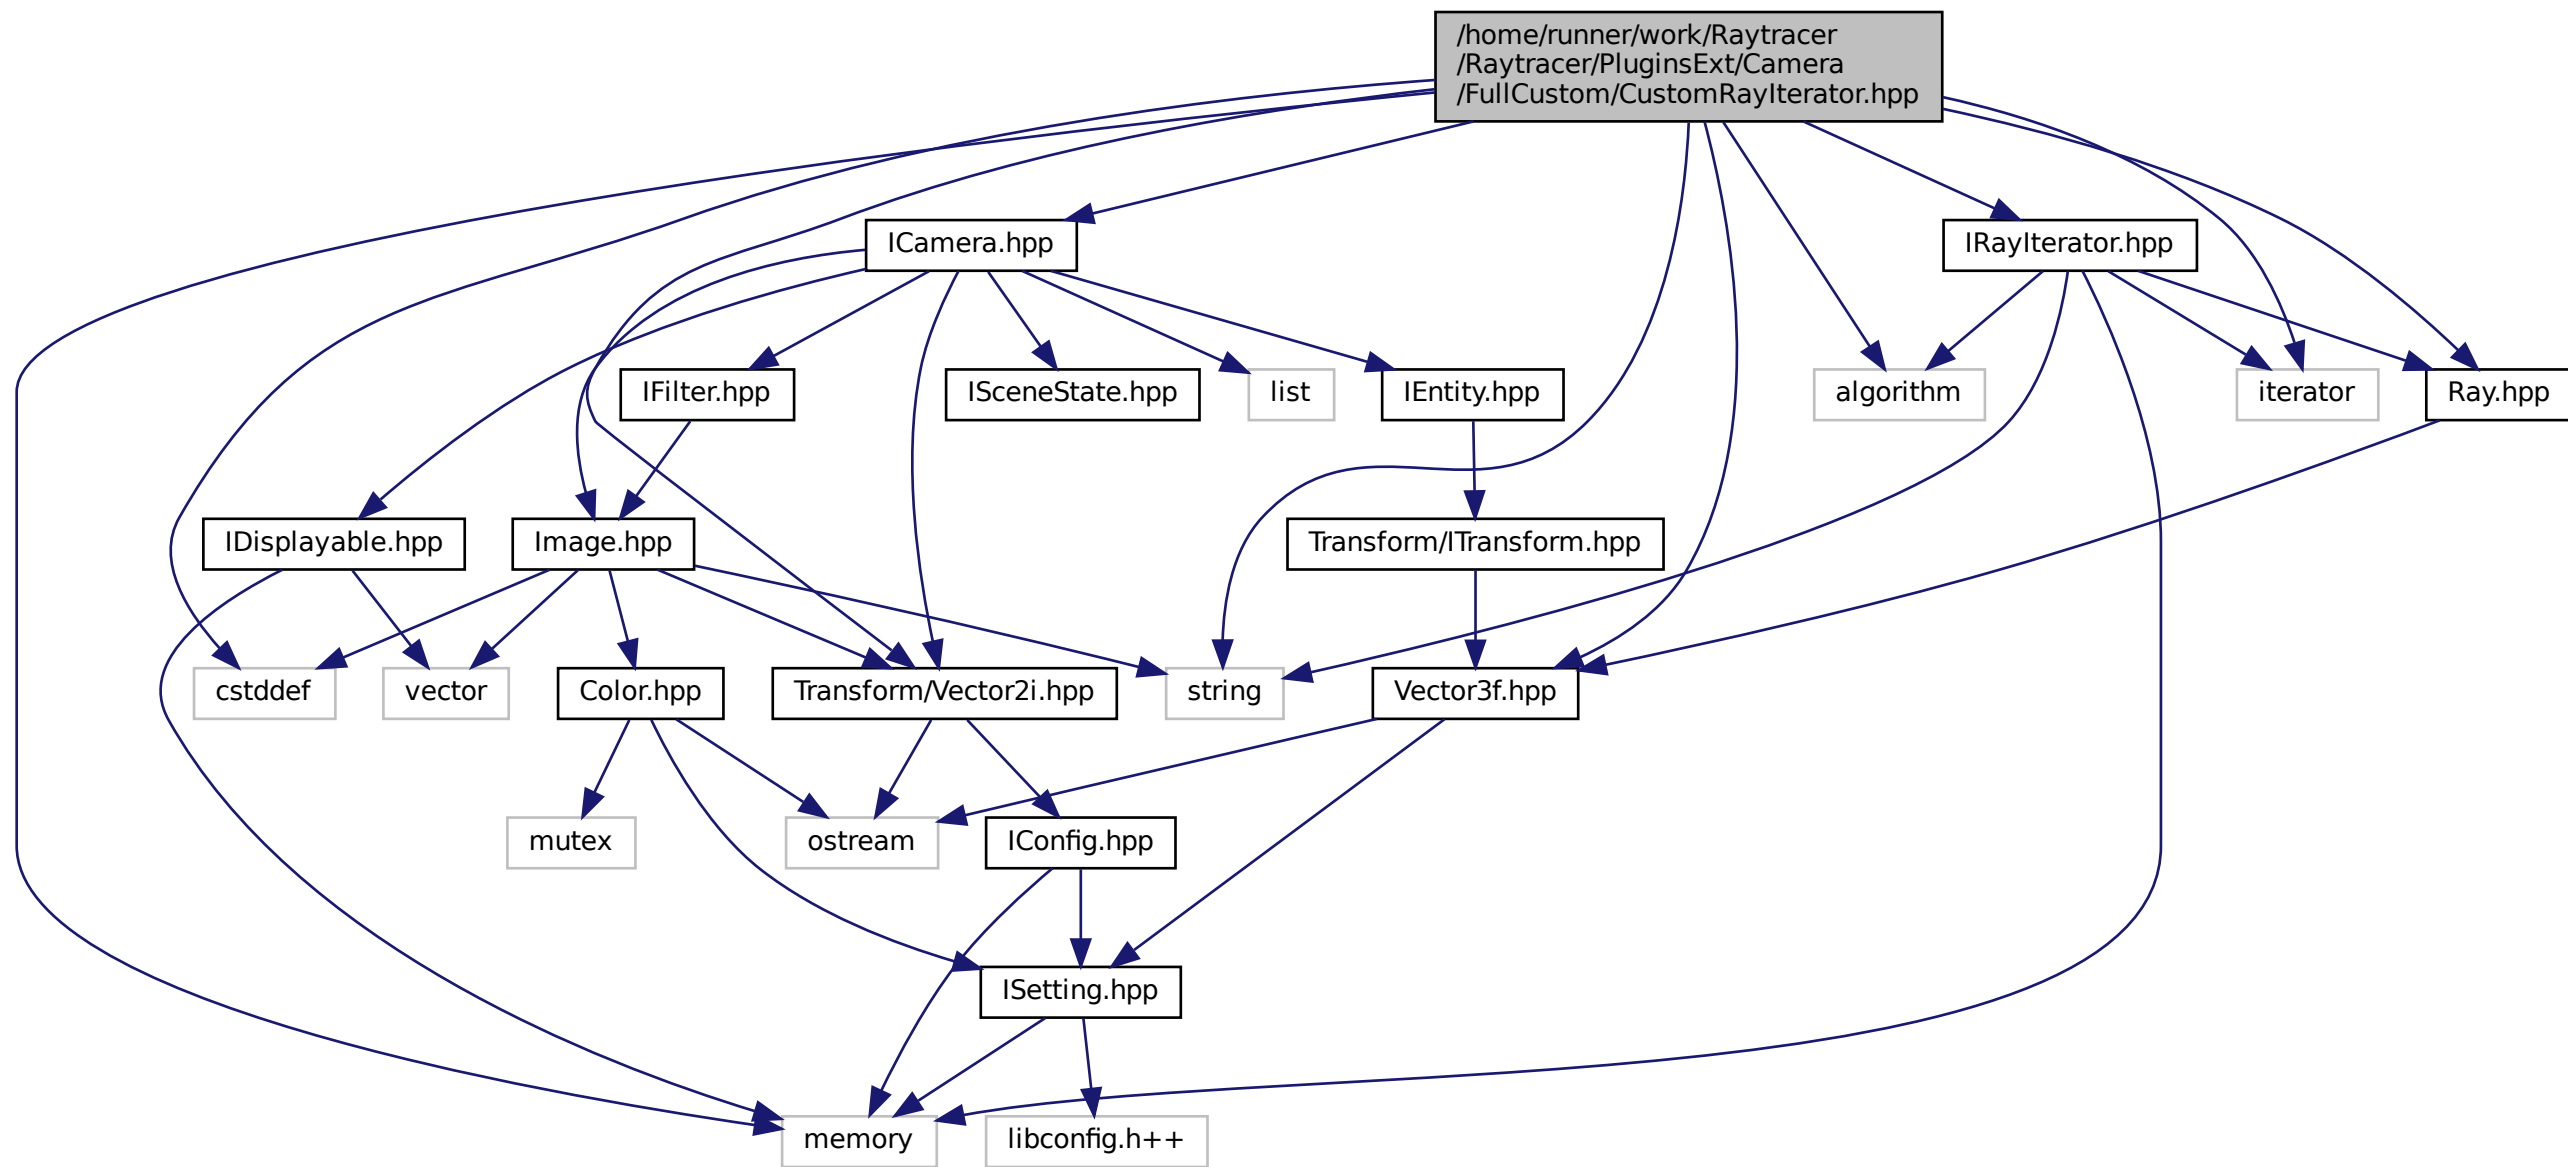 /home/runner/work/Raytracer
/Raytracer/PluginsExt/Camera
/FullCustom/CustomRayIterator.hpp
ICamera.hpp
IRayIterator.hpp
IFilter.hpp
ISceneState.hpp
list
IEntity.hpp
algorithm
iterator
Ray.hpp
IDisplayable.hpp
Image.hpp
Transform/ITransform.hpp
cstddef
vector
Color.hpp
Transform/Vector2i.hpp
string
Vector3f.hpp
mutex
ostream
IConfig.hpp
ISetting.hpp
memory
libconfig.h++